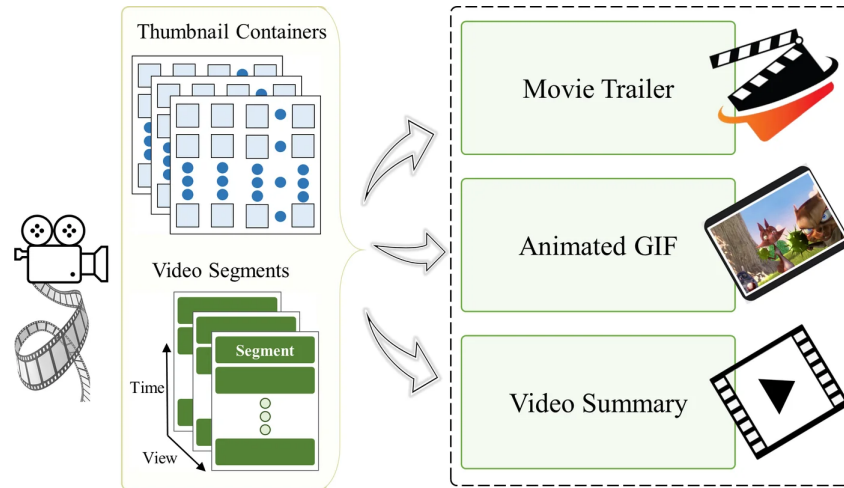 Thumbnail Containers
Video Segments
Segment
Time
View
Movie Trailer
Animated GIF
Video Summary